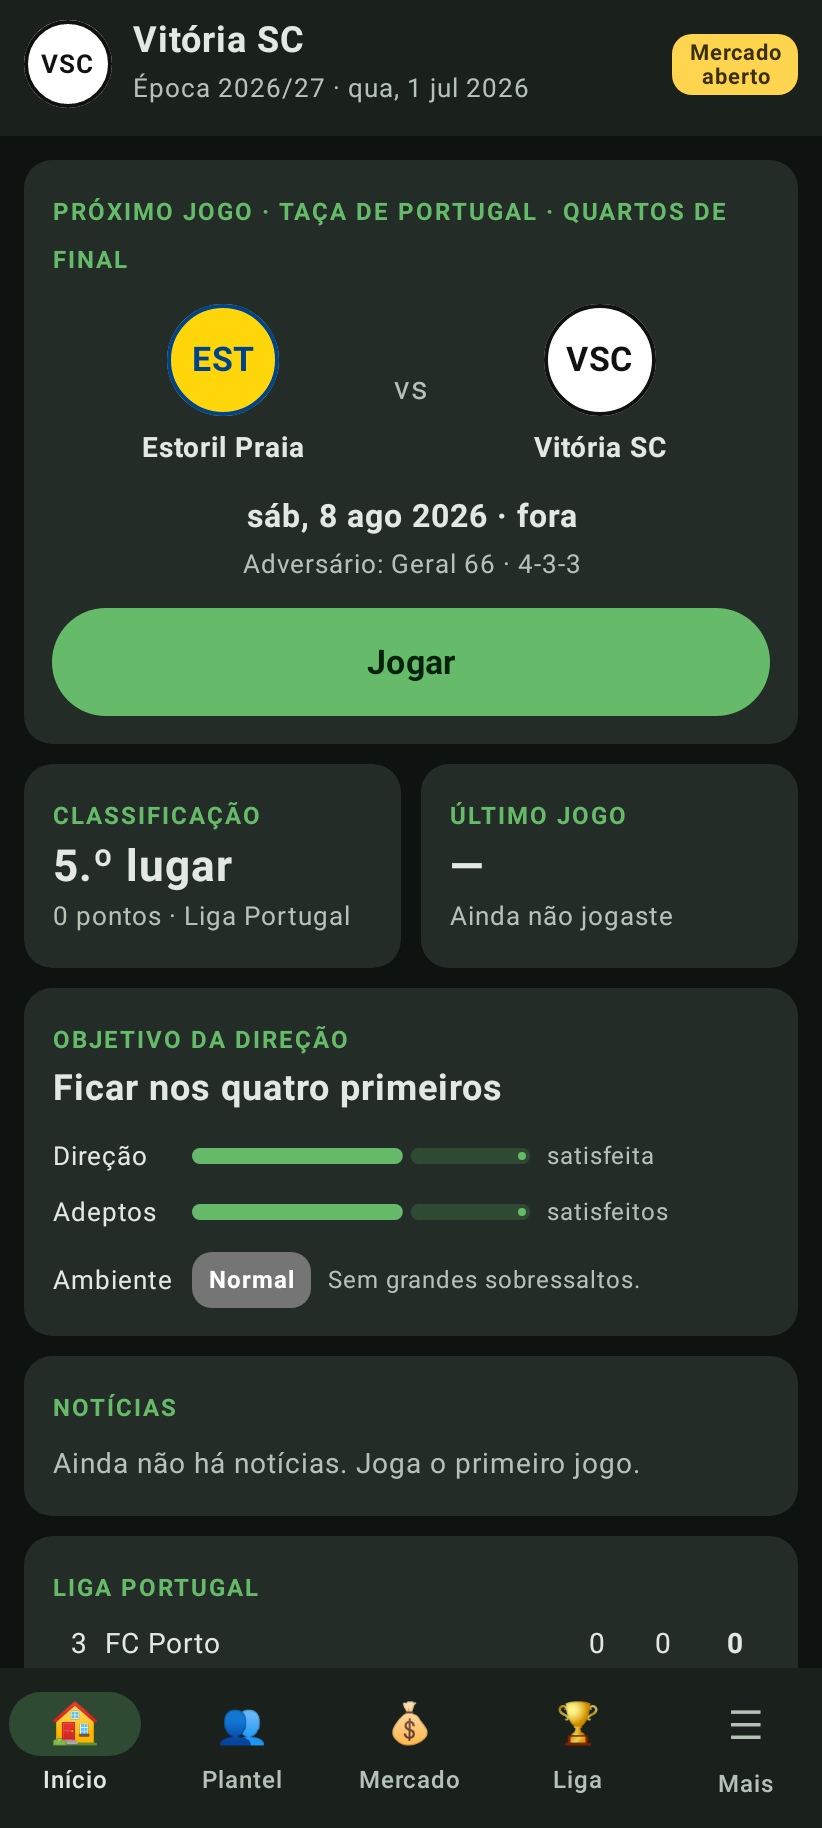 VSC
Vitória SC
Época 2026/27 · qua, 1 jul 2026
Mercado
aberto
PRÓXIMO JOGO · TAÇA DE PORTUGAL · QUARTOS DE
FINAL
EST
vs
VSC
Estoril Praia
Vitória SC
sáb, 8 ago 2026 · fora
Adversário: Geral 66 · 4-3-3
Jogar
CLASSIFICAÇÃO
5.º lugar
0 pontos · Liga Portugal
ÚLTIMO JOGO
—
Ainda não jogaste
OBJETIVO DA DIREÇÃO
Ficar nos quatro primeiros
Direção satisfeita
Adeptos satisfeitos
Ambiente Normal Sem grandes sobressaltos.
NOTÍCIAS
Ainda não há notícias. Joga o primeiro jogo.
LIGA PORTUGAL
3 FC Porto 0 0 0
Início Plantel Mercado Liga Mais